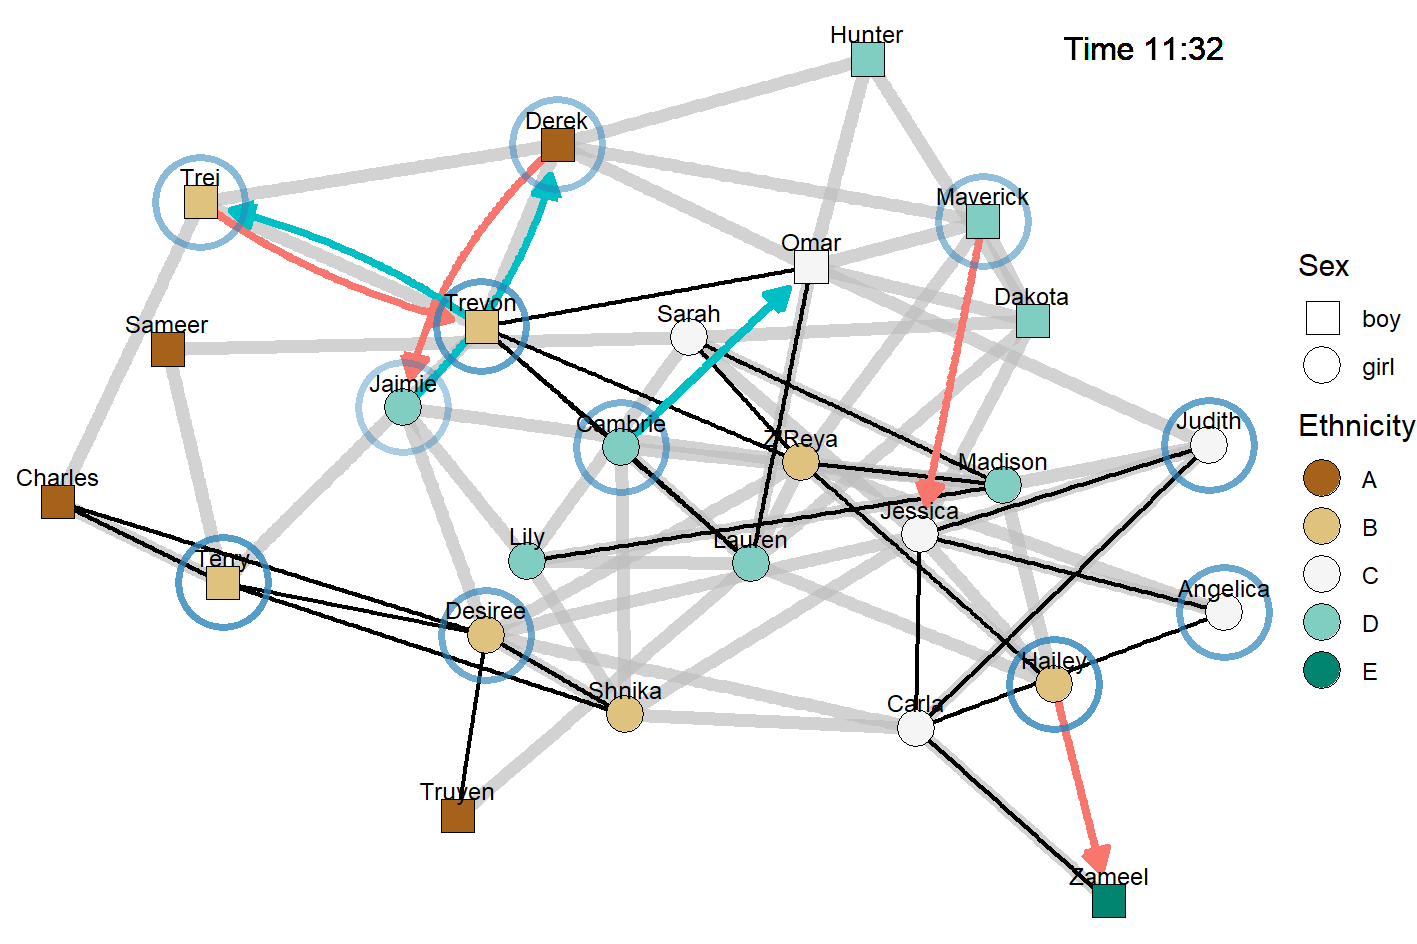 Hunter
Time 11:32
Derek
Trei
Maverick
Omar
Sex
Dakota
Trevon
Sarah
boy
Sameer
girl
Jaimie
Judith
Cambrie
Ethnicity
Z'Reya
Madison
Charles
A
Jessica
B
Lily
Lauren
Terry
C
Angelica
Desiree
D
Hailey
E
Shnika
Carla
Truyen
Zameel